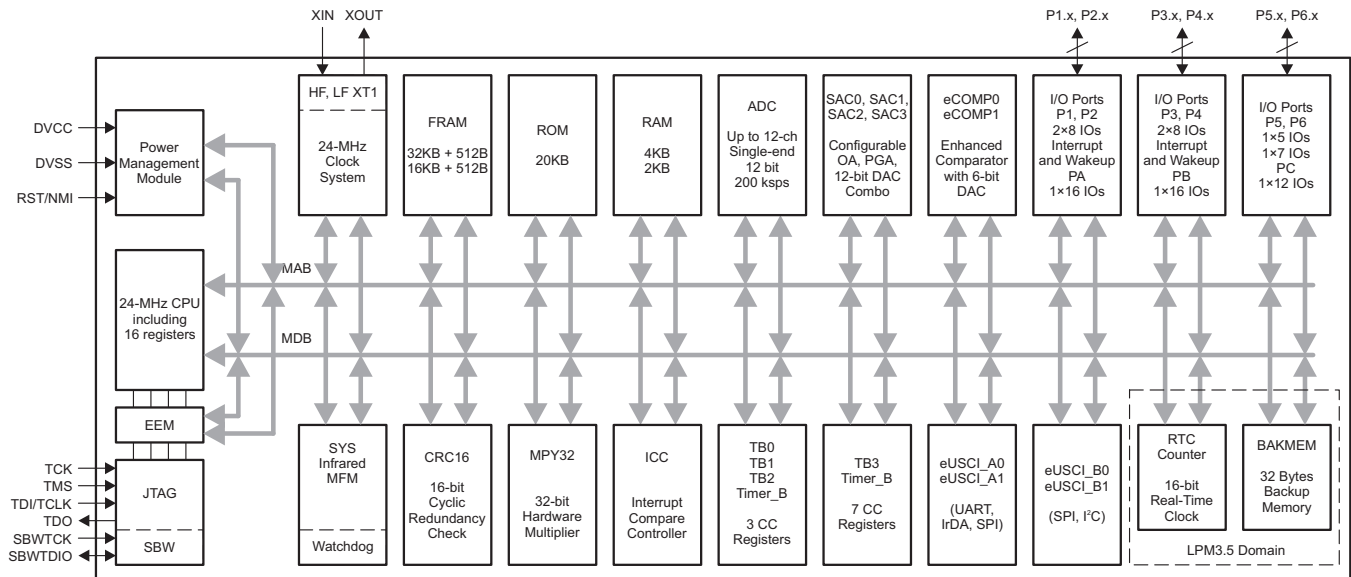 XIN XOUT
P1.x, P2.x
P3.x, P4.x
P5.x, P6.x
DVCC
DVSS
RST/NMI
Power
Management
Module
HF, LF XT1
24-MHz
Clock
System
FRAM
32KB + 512B
16KB + 512B
ROM
20KB
RAM
4KB
2KB
ADC
Up to 12-ch
Single-end
12 bit
200 ksps
SAC0, SAC1,
SAC2, SAC3
Configurable
OA, PGA,
12-bit DAC
Combo
eCOMP0
eCOMP1
Enhanced
Comparator
with 6-bit
DAC
I/O Ports
P1, P2
2×8 IOs
Interrupt
and Wakeup
PA
1×16 IOs
I/O Ports
P3, P4
2×8 IOs
Interrupt
and Wakeup
PB
1×16 IOs
I/O Ports
P5, P6
1×5 IOs
1×7 IOs
PC
1×12 IOs
MAB
MDB
24-MHz CPU
including
16 registers
EEM
TCK
TMS
TDI/TCLK
TDO
SBWTCK
SBWTDIO
JTAG
SBW
SYS
Infrared
MFM
Watchdog
CRC16
16-bit
Cyclic
Redundancy
Check
MPY32
32-bit
Hardware
Multiplier
ICC
Interrupt
Compare
Controller
TB0
TB1
TB2
Timer_B
3 CC
Registers
TB3
Timer_B
7 CC
Registers
eUSCI_A0
eUSCI_A1
(UART,
IrDA, SPI)
eUSCI_B0
eUSCI_B1
(SPI, I²C)
RTC
Counter
16-bit
Real-Time
Clock
BAKMEM
32 Bytes
Backup
Memory
LPM3.5 Domain